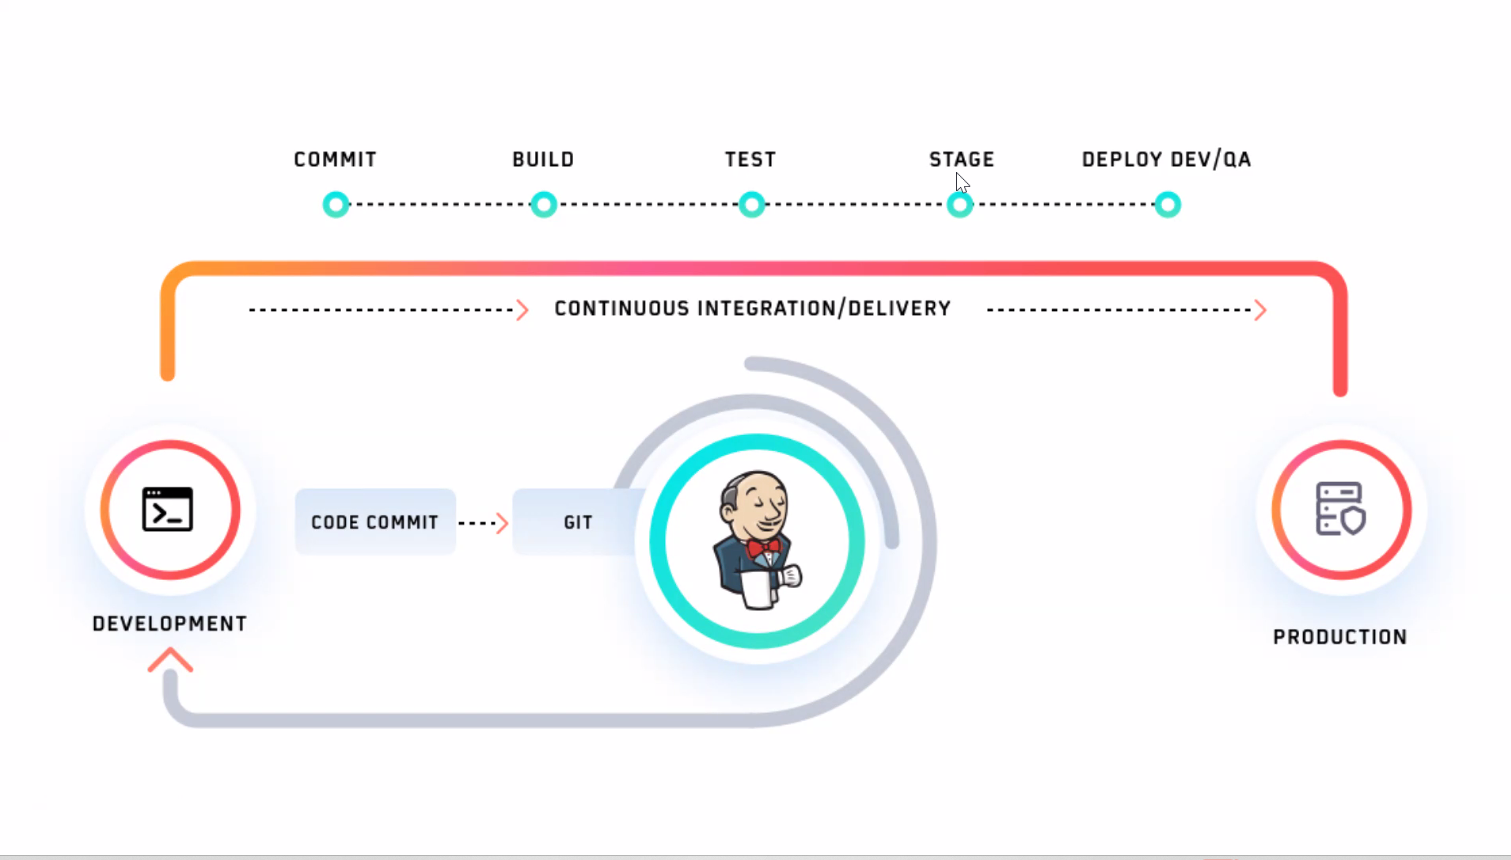 COMMIT
BUILD
TEST
STAGE
DEPLOY DEV/QA
CONTINUOUS INTEGRATION/DELIVERY
CODE COMMIT
GIT
DEVELOPMENT
PRODUCTION